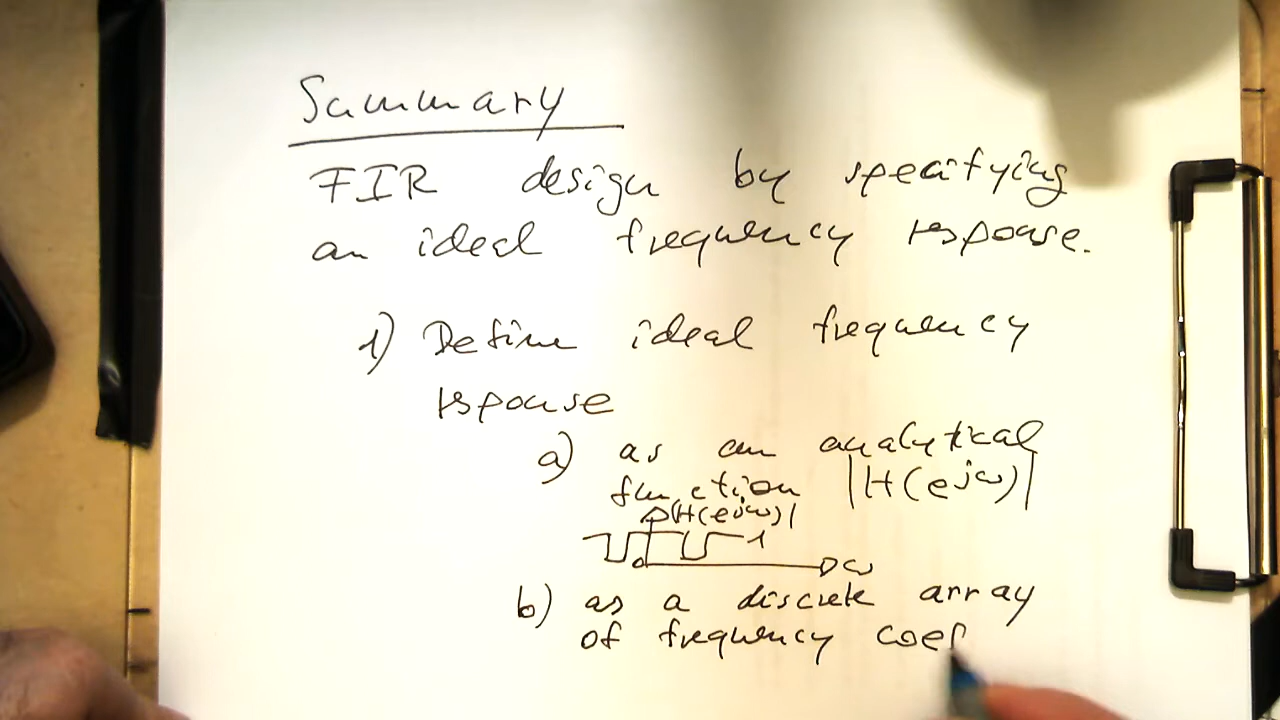 Summary
FIR design by specifying
an ideal frequency response.
1) Define ideal frequency
response
a) as an analytical
function |H(e^jω)|
|H(e^jω)|
1
0 ω
b) as a discrete array
of frequency coef